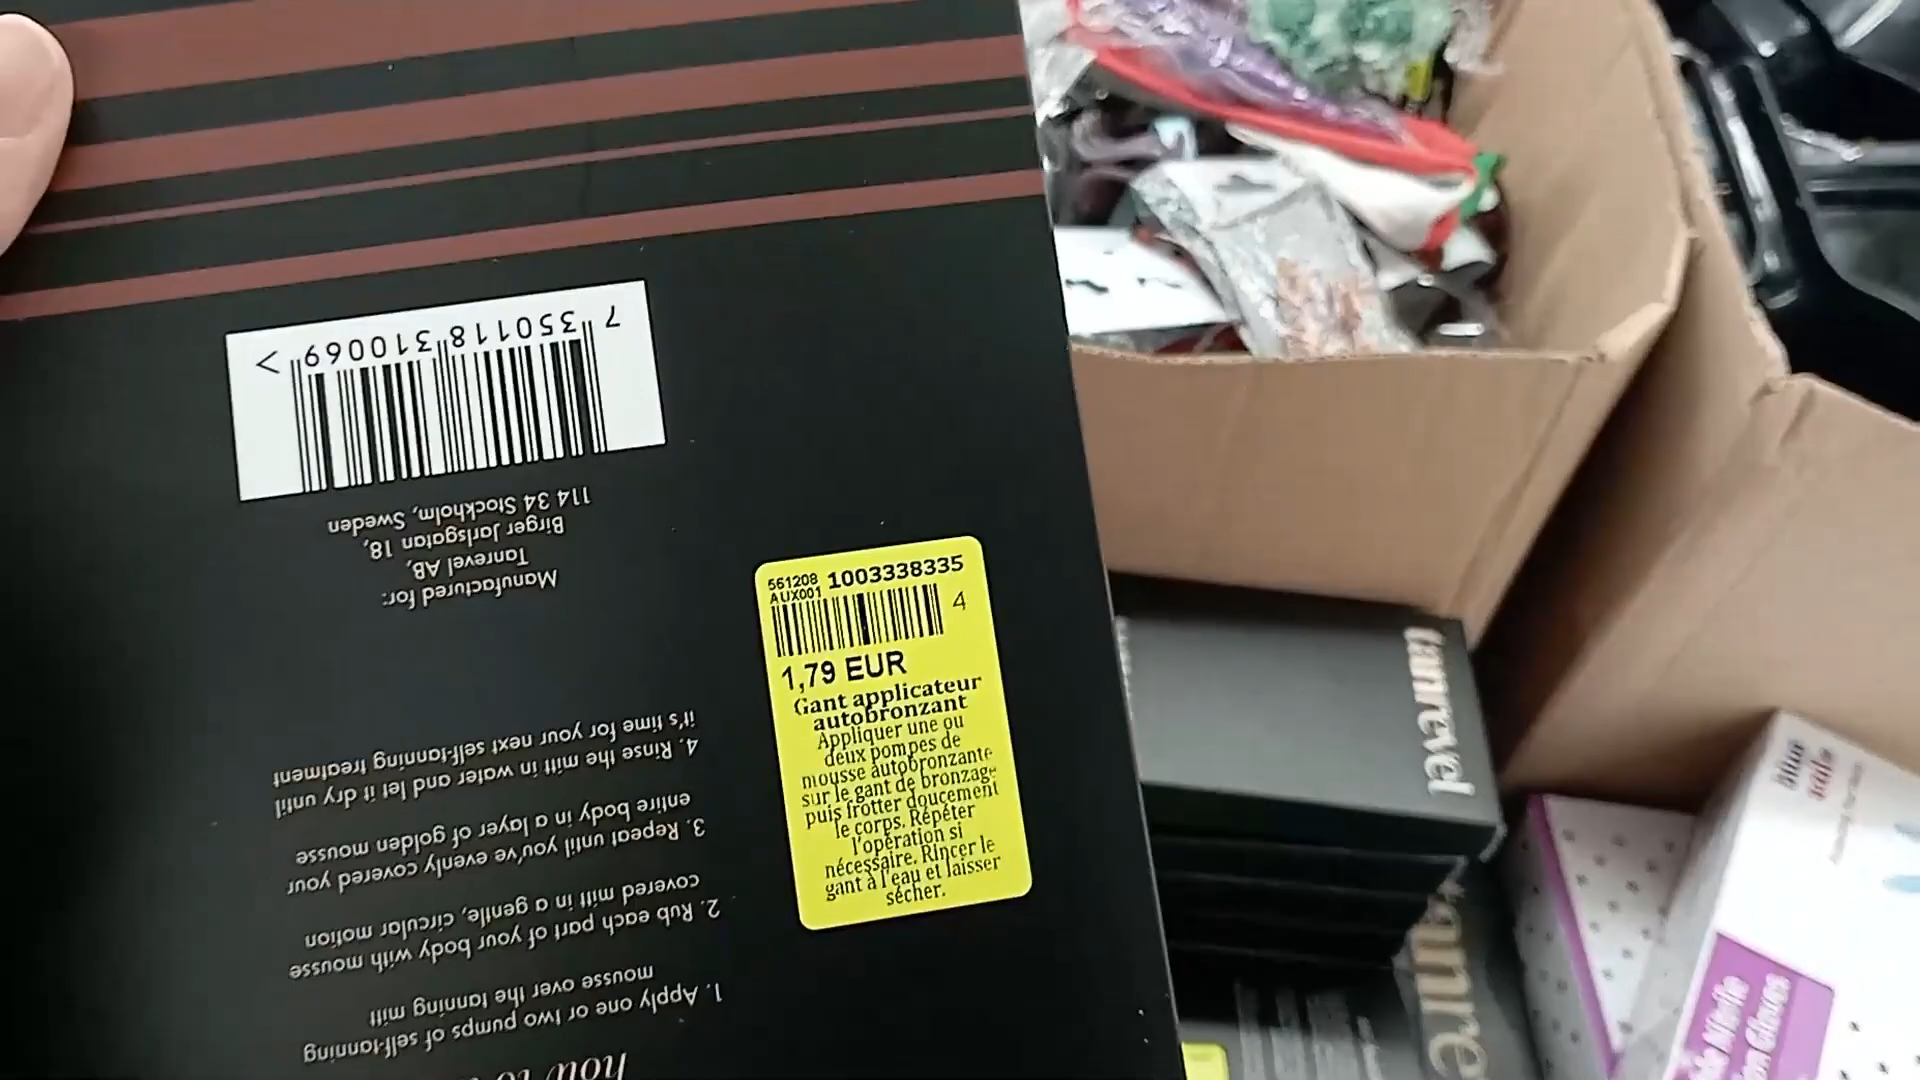 7 350118 310069 >
Manufactured for:
Tanrevel AB,
Birger Jarlsgatan 18,
114 34 Stockholm, Sweden
how to
1. Apply one or two pumps of self-tanning
mousse over the tanning mitt
2. Rub each part of your body with mousse
covered mitt in a gentle, circular motion
3. Repeat until you've evenly covered your
entire body in a layer of golden mousse
4. Rinse the mitt in water and let it dry until
it's time for your next self-tanning treatment
561208 1003338335
AUX001
4
1,79 EUR
Gant applicateur
autobronzant
Appliquer une ou
deux pompes de
mousse autobronzante
sur le gant de bronzage
puis frotter doucement
le corps. Répéter
l'opération si
nécessaire. Rincer le
gant à l'eau et laisser
sécher.
tanrevel